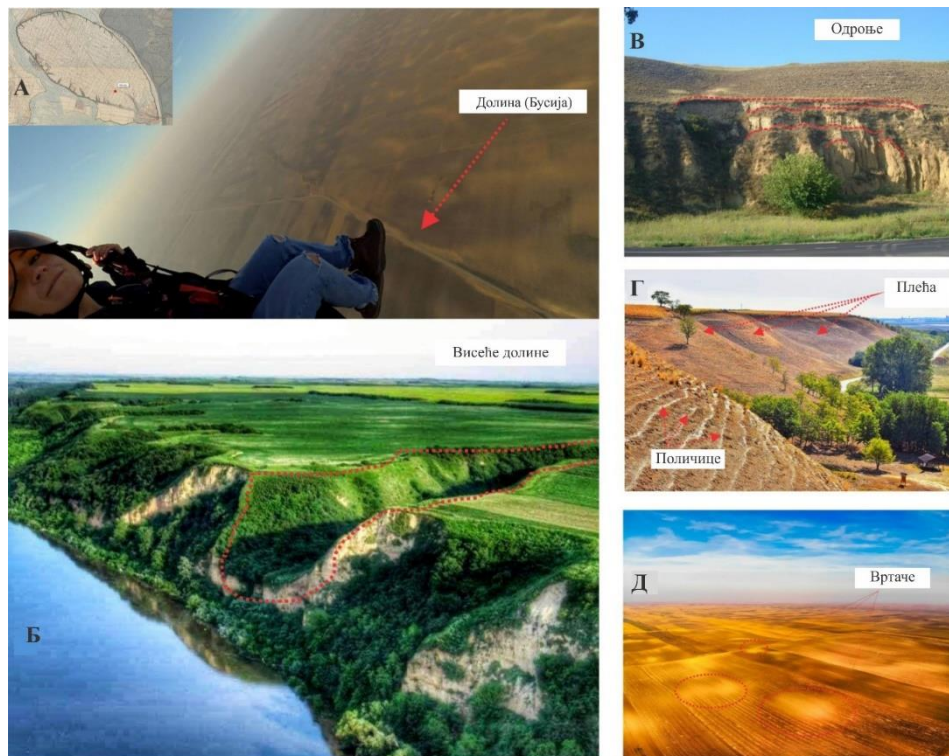 А
Долина (Бусија)
В
Одроње
Г
Плећа
Поличице
Висеће долине
Б
Д
Вртаче